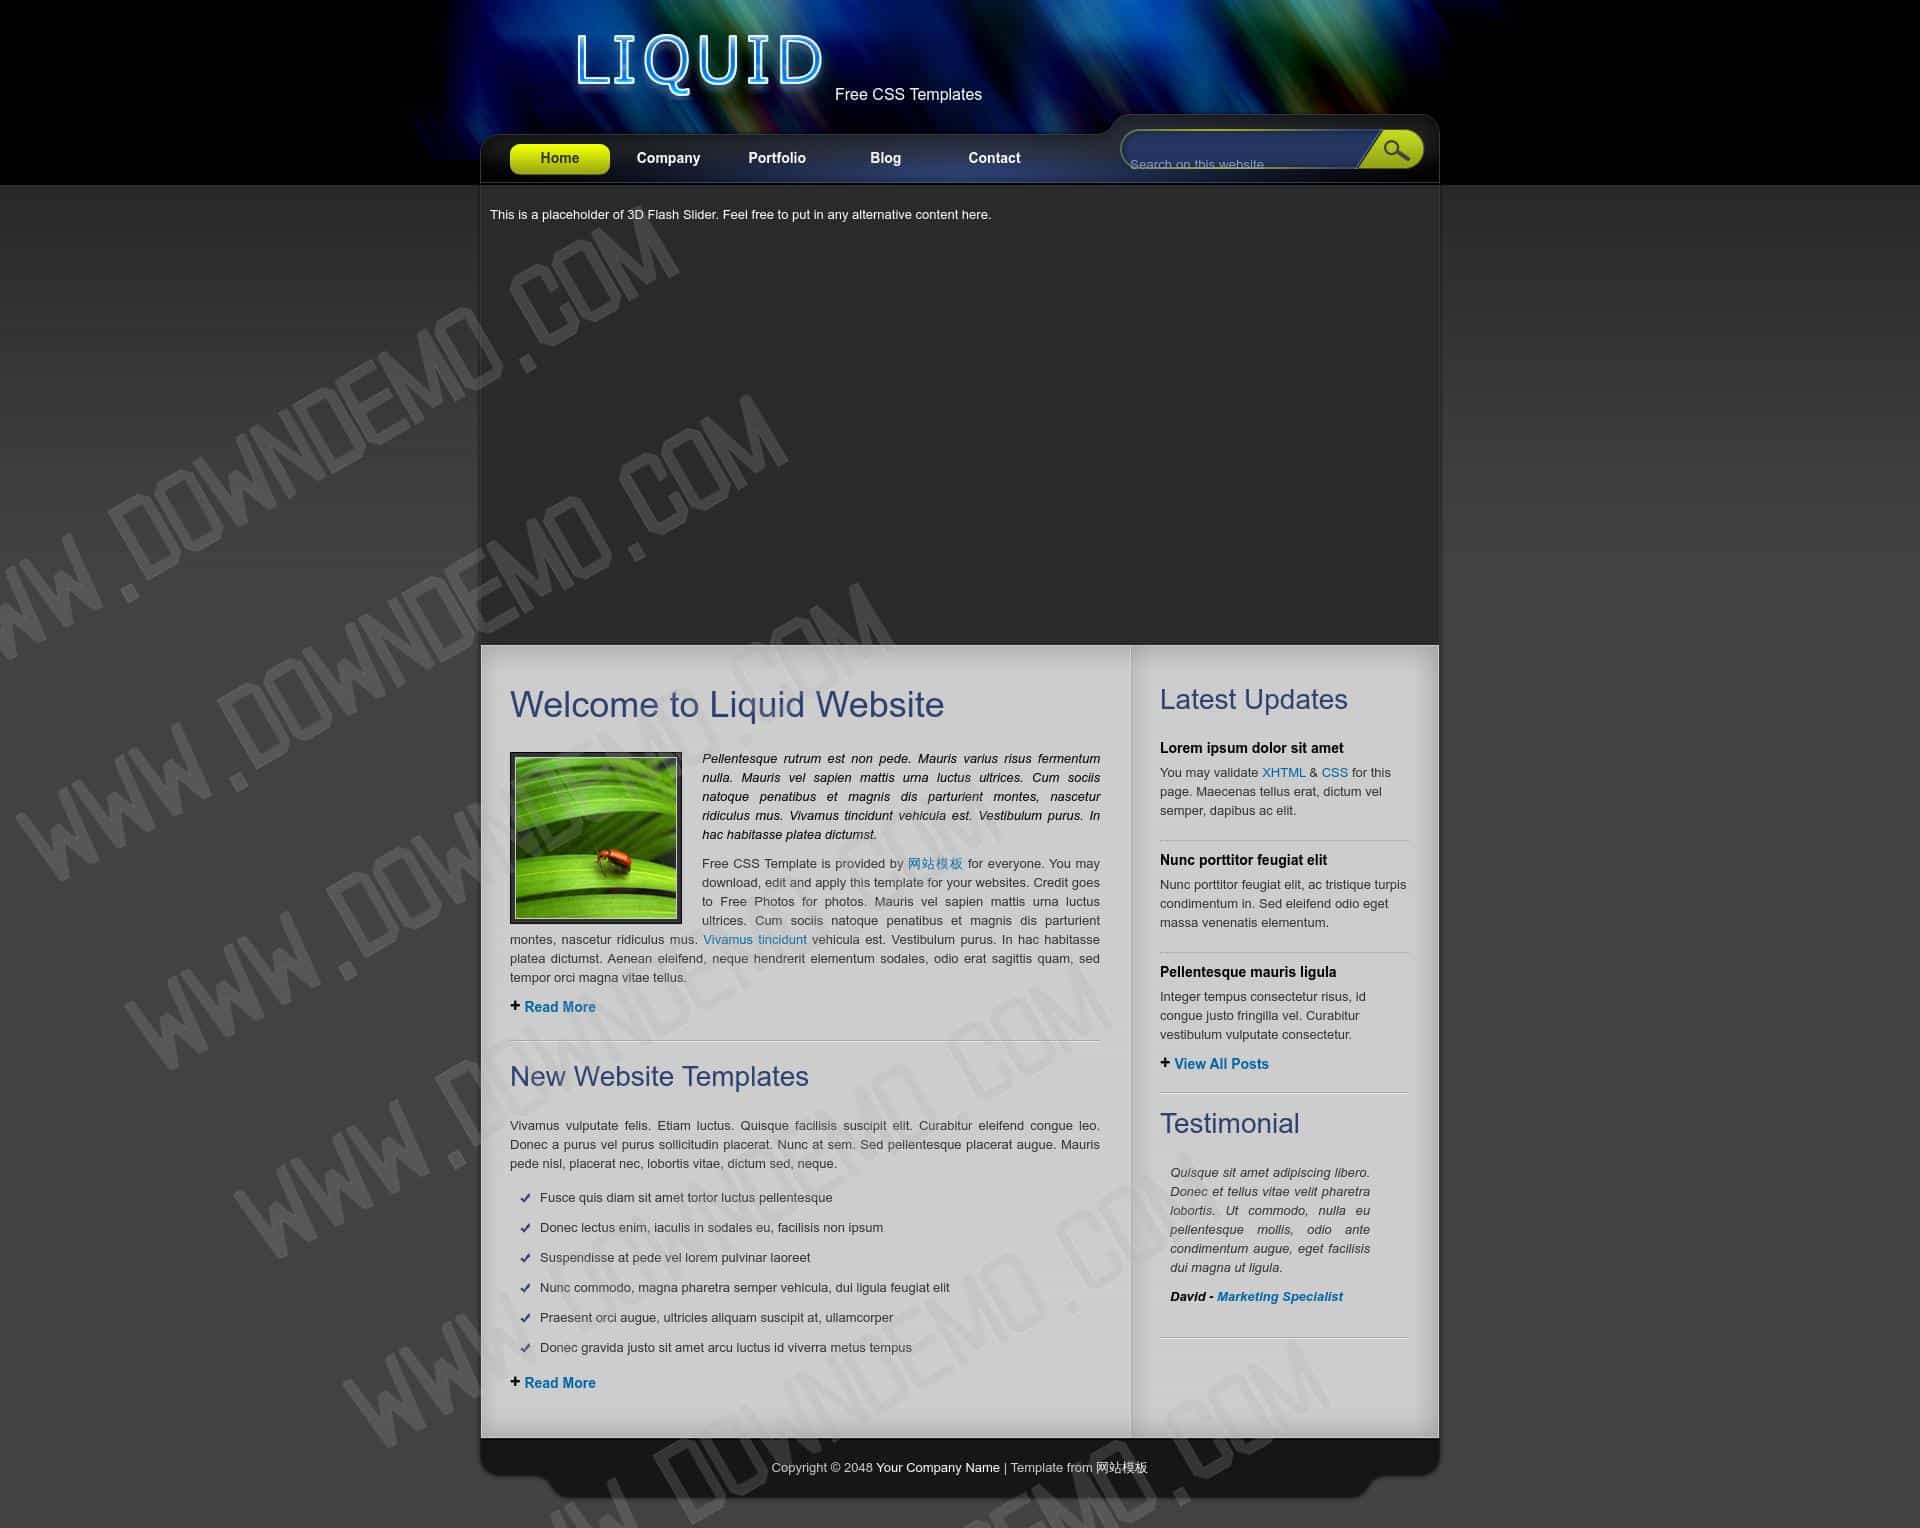 LIQUID
Free CSS Templates
Home
Company
Portfolio
Blog
Contact
Search on this website
This is a placeholder of 3D Flash Slider. Feel free to put in any alternative content here.
WWW.DOWNDEMO.COM
WWW.DOWNDEMO.COM
WWW.DOWNDEMO.COM
WWW.DOWNDEMO.COM
WWW.DOWNDEMO.COM
Welcome to Liquid Website
Pellentesque rutrum est non pede. Mauris varius risus fermentum
nulla. Mauris vel sapien mattis urna luctus ultrices. Cum sociis
natoque penatibus et magnis dis parturient montes, nascetur
ridiculus mus. Vivamus tincidunt vehicula est. Vestibulum purus. In
hac habitasse platea dictumst.
Free CSS Template is provided by 网站模板 for everyone. You may
download, edit and apply this template for your websites. Credit goes
to Free Photos for photos. Mauris vel sapien mattis urna luctus
ultrices. Cum sociis natoque penatibus et magnis dis parturient
montes, nascetur ridiculus mus. Vivamus tincidunt vehicula est. Vestibulum purus. In hac habitasse
platea dictumst. Aenean eleifend, neque hendrerit elementum sodales, odio erat sagittis quam, sed
tempor orci magna vitae tellus.
Read More
New Website Templates
Vivamus vulputate felis. Etiam luctus. Quisque facilisis suscipit elit. Curabitur eleifend congue leo.
Donec a purus vel purus sollicitudin placerat. Nunc at sem. Sed pellentesque placerat augue. Mauris
pede nisl, placerat nec, lobortis vitae, dictum sed, neque.
Fusce quis diam sit amet tortor luctus pellentesque
Donec lectus enim, iaculis in sodales eu, facilisis non ipsum
Suspendisse at pede vel lorem pulvinar laoreet
Nunc commodo, magna pharetra semper vehicula, dui ligula feugiat elit
Praesent orci augue, ultricies aliquam suscipit at, ullamcorper
Donec gravida justo sit amet arcu luctus id viverra metus tempus
Read More
Latest Updates
Lorem ipsum dolor sit amet
You may validate XHTML & CSS for this
page. Maecenas tellus erat, dictum vel
semper, dapibus ac elit.
Nunc porttitor feugiat elit
Nunc porttitor feugiat elit, ac tristique turpis
condimentum in. Sed eleifend odio eget
massa venenatis elementum.
Pellentesque mauris ligula
Integer tempus consectetur risus, id
congue justo fringilla vel. Curabitur
vestibulum vulputate consectetur.
View All Posts
Testimonial
Quisque sit amet adipiscing libero.
Donec et tellus vitae velit pharetra
lobortis. Ut commodo, nulla eu
pellentesque mollis, odio ante
condimentum augue, eget facilisis
dui magna ut ligula.
David - Marketing Specialist
Copyright © 2048 Your Company Name | Template from 网站模板